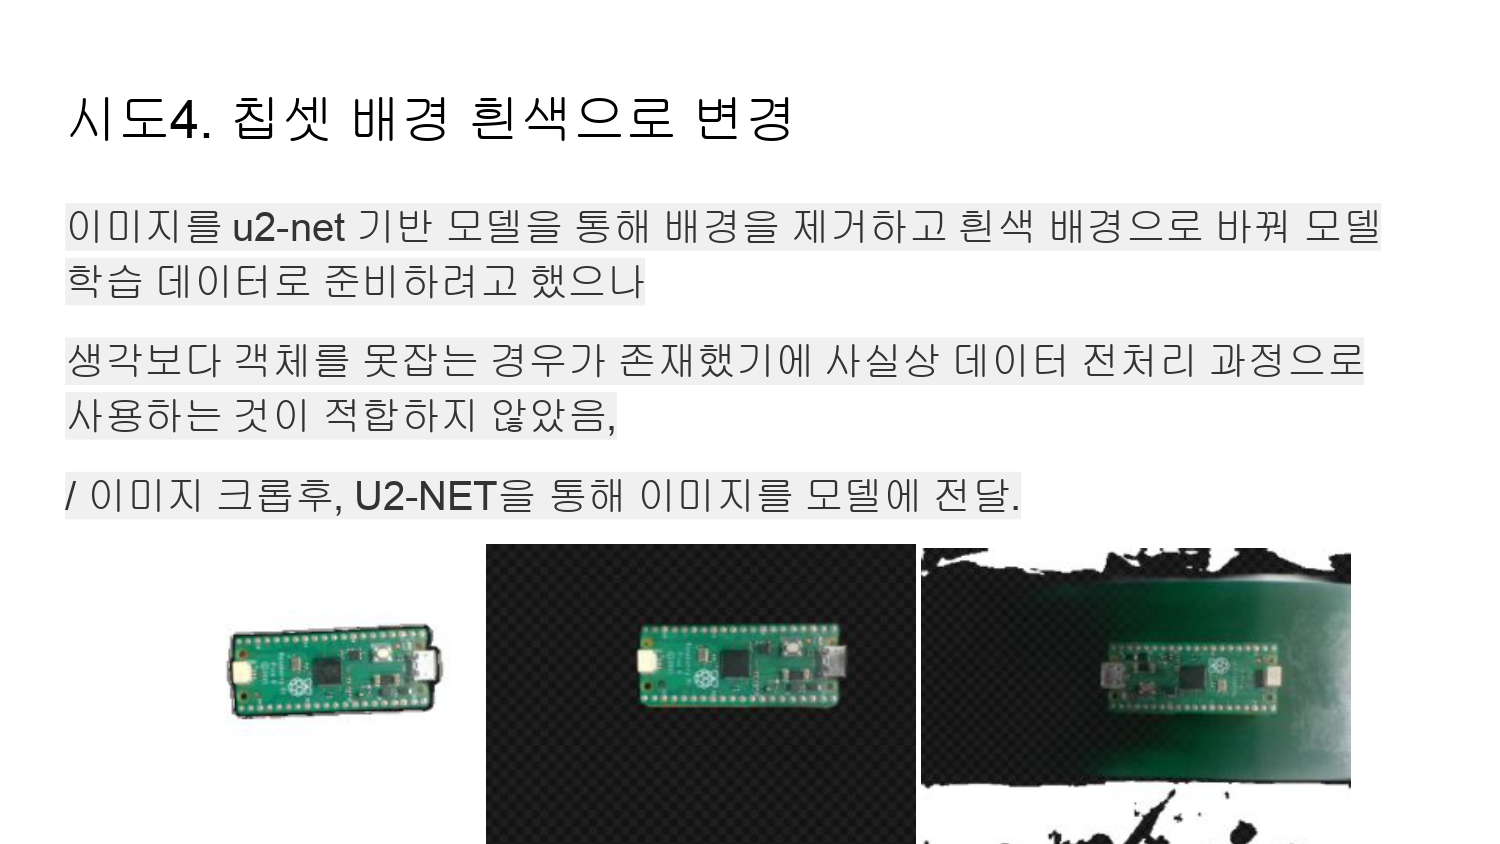 시도4. 칩셋 배경 흰색으로 변경
이미지를 u2-net 기반 모델을 통해 배경을 제거하고 흰색 배경으로 바꿔 모델
학습 데이터로 준비하려고 했으나
생각보다 객체를 못잡는 경우가 존재했기에 사실상 데이터 전처리 과정으로
사용하는 것이 적합하지 않았음,
/ 이미지 크롭후, U2-NET을 통해 이미지를 모델에 전달.